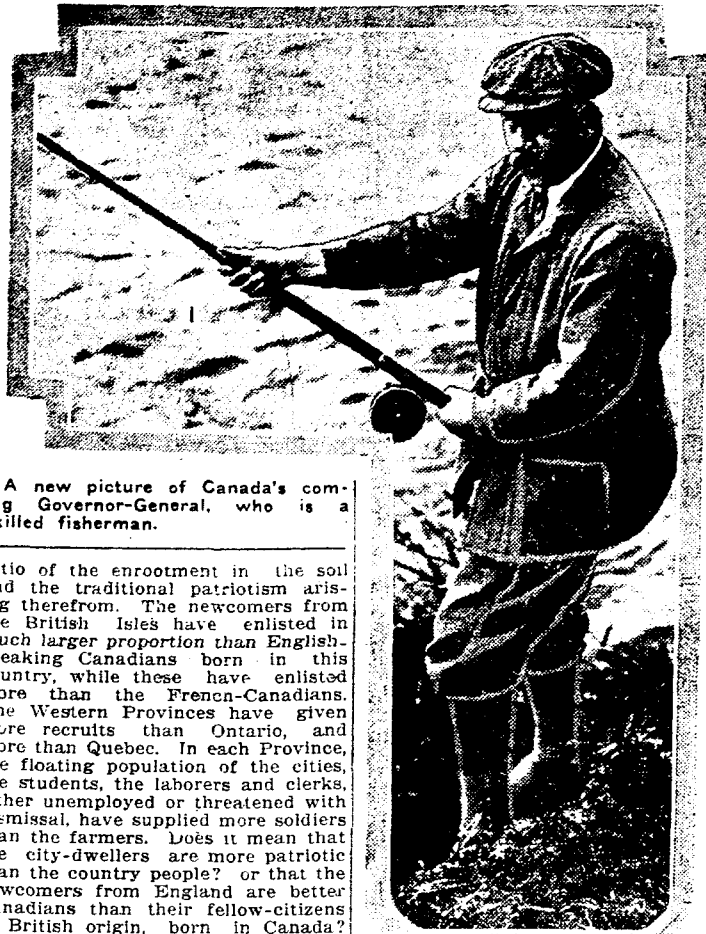 A new picture of Canada's com-
g Governor-General, who is a
killed fisherman.
tio of the enrootment in the soil
d the traditional patriotism aris-
g therefrom. The newcomers from
e British Isles have enlisted in
uch larger proportion than English-
eaking Canadians born in this
untry, while these have enlisted
ore than the French-Canadians.
he Western Provinces have given
ore recruits than Ontario, and
ore than Quebec. In each Province,
e floating population of the cities,
e students, the laborers and clerks,
ther unemployed or threatened with
smissal, have supplied more soldiers
an the farmers. Does it mean that
e city-dwellers are more patriotic
an the country people? or that the
wcomers from England are better
nadians than their fellow-citizens
British origin, born in Canada?